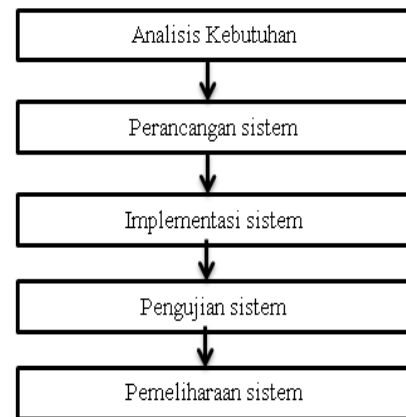 Analisis Kebutuhan
Perancangan sistem
Implementasi sistem
Pengujian sistem
Pemeliharaan sistem